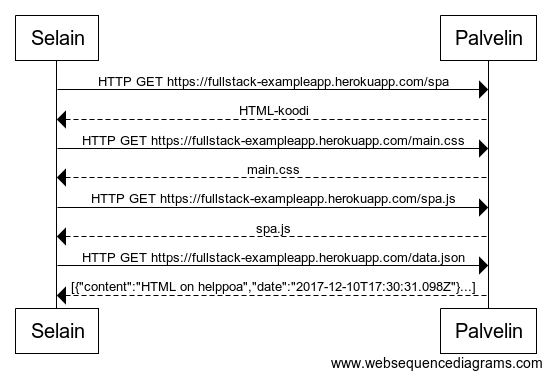 Selain Palvelin
HTTP GET https://fullstack-exampleapp.herokuapp.com/spa
HTML-koodi
HTTP GET https://fullstack-exampleapp.herokuapp.com/main.css
main.css
HTTP GET https://fullstack-exampleapp.herokuapp.com/spa.js
spa.js
HTTP GET https://fullstack-exampleapp.herokuapp.com/data.json
[{"content":"HTML on helppoa","date":"2017-12-10T17:30:31.098Z"}...]
Selain Palvelin
www.websequencediagrams.com